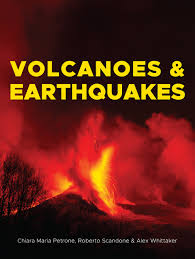 VOLCANOES &
EARTHQUAKES
Chiara Maria Petrone, Roberto Scandone & Alex Whittaker